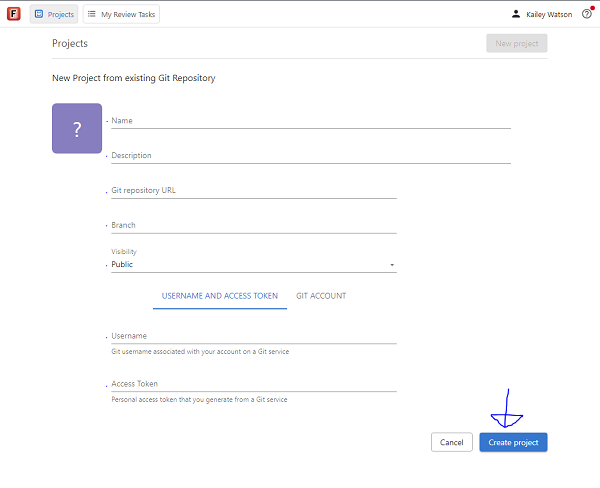 F Projects My Review Tasks Kailey Watson
Projects New project
New Project from existing Git Repository
?
Name
Description
Git repository URL
Branch
Visibility
Public
USERNAME AND ACCESS TOKEN GIT ACCOUNT
Username
Git username associated with your account on a Git service
Access Token
Personal access token that you generate from a Git service
Cancel Create project